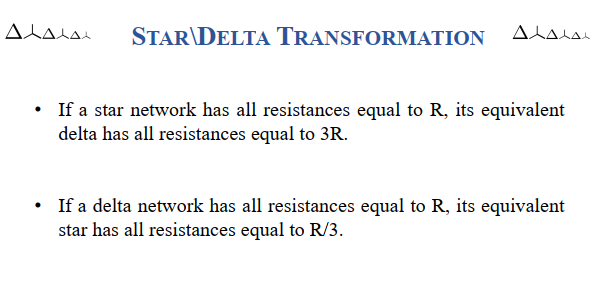 STAR\DELTA TRANSFORMATION
• If a star network has all resistances equal to R, its equivalent
delta has all resistances equal to 3R.
• If a delta network has all resistances equal to R, its equivalent
star has all resistances equal to R/3.